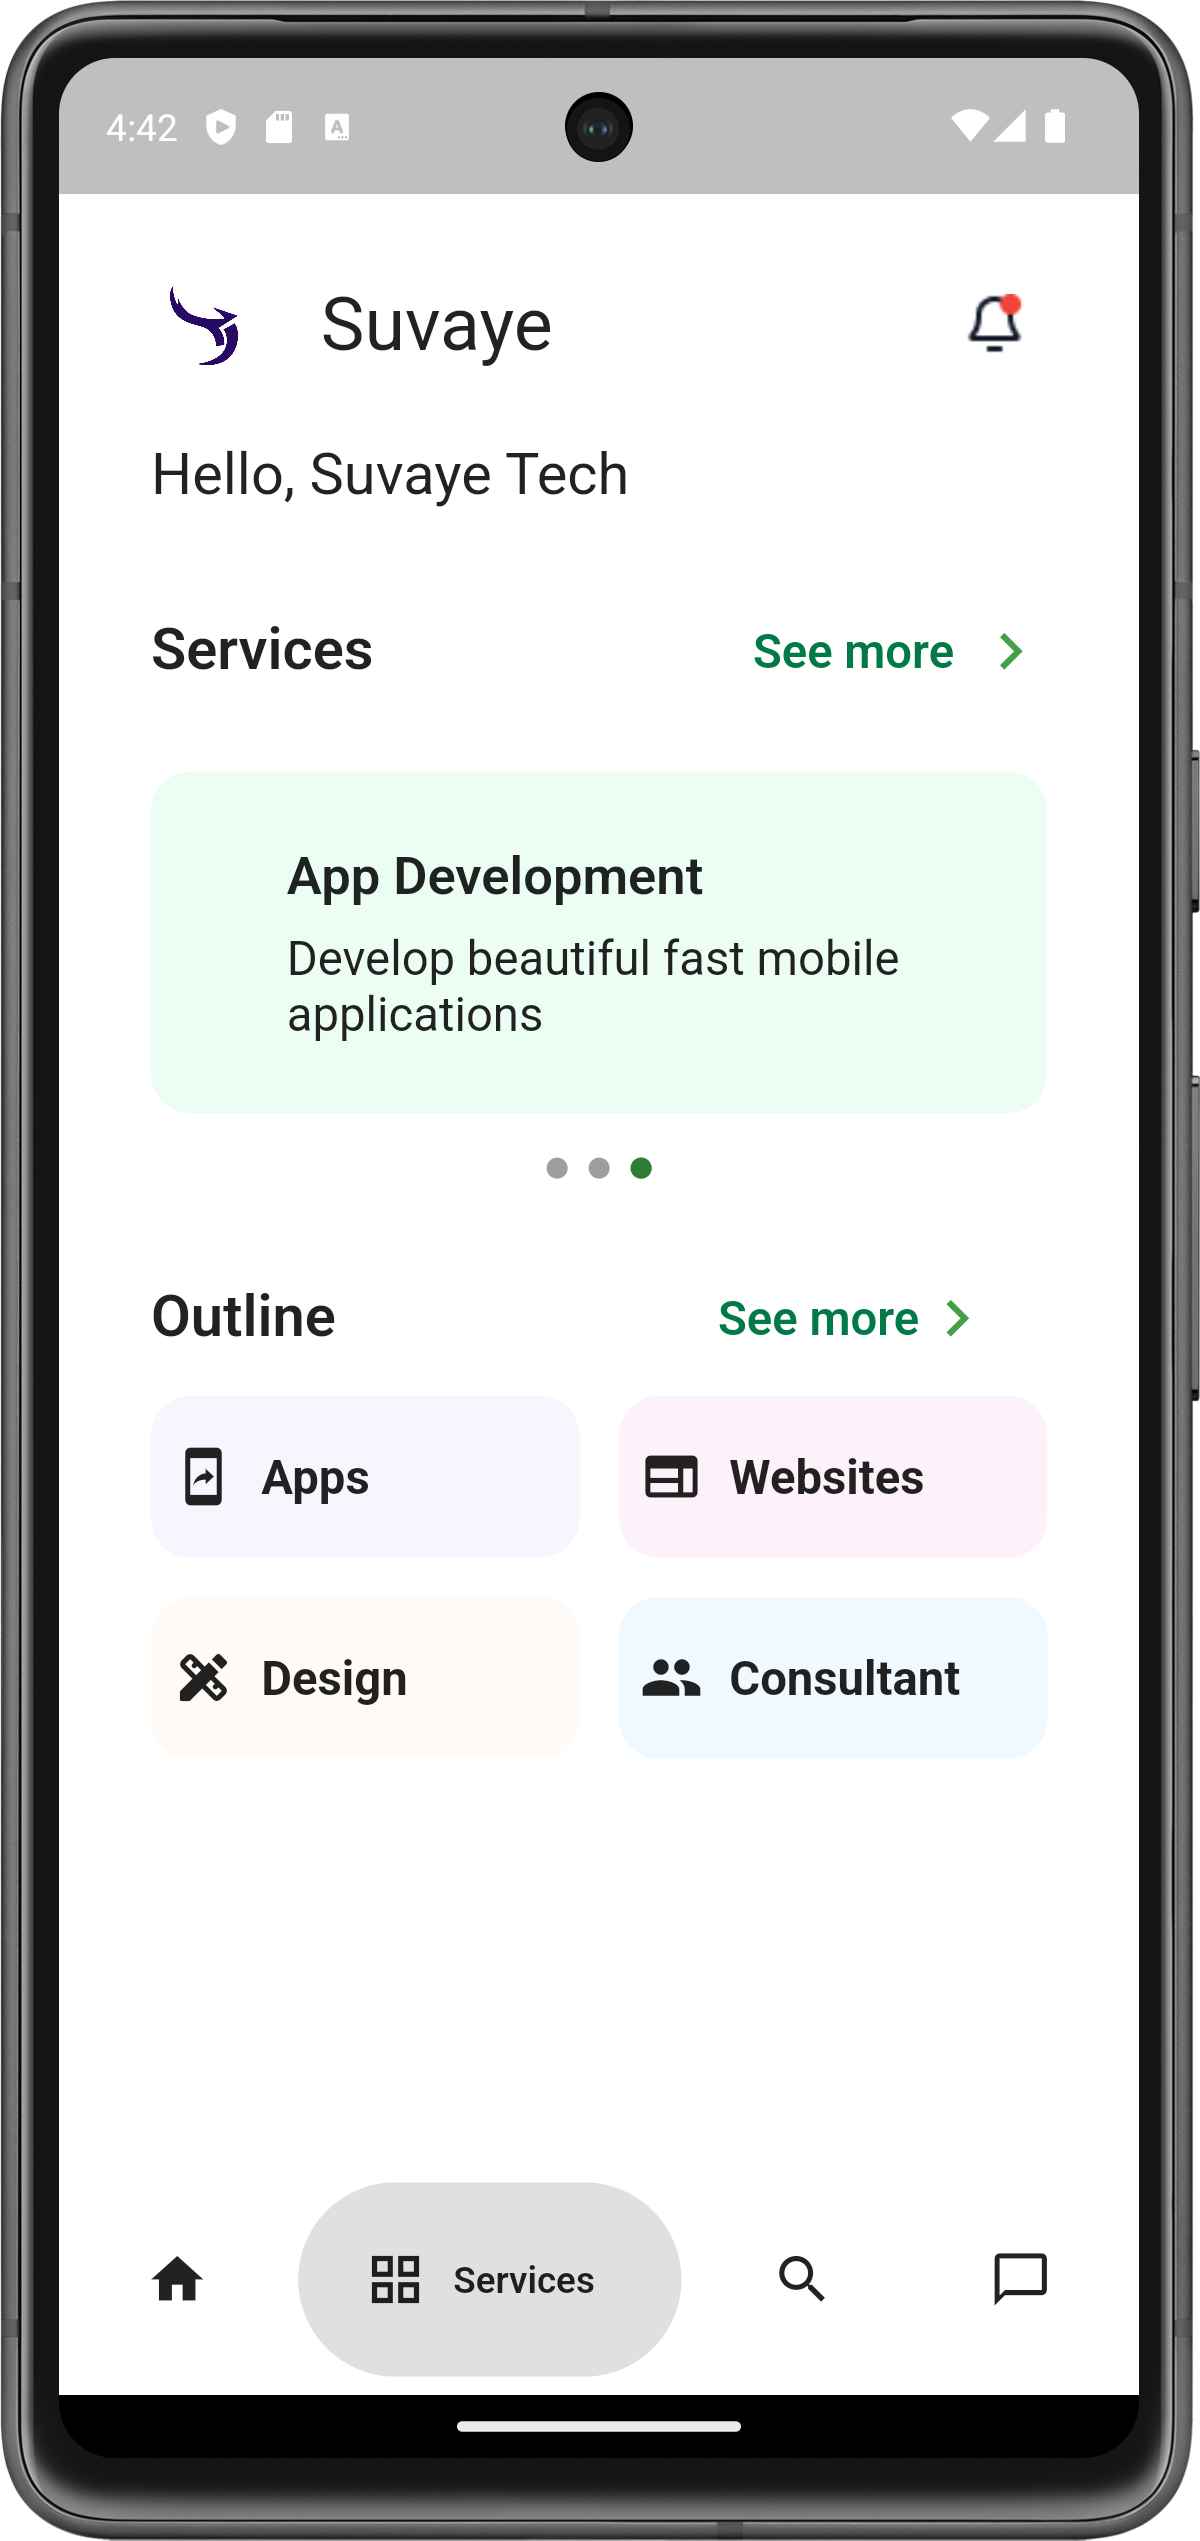 4:42
Suvaye
Hello, Suvaye Tech
Services
See more
App Development
Develop beautiful fast mobile
applications
Outline
See more
Apps
Websites
Design
Consultant
Services